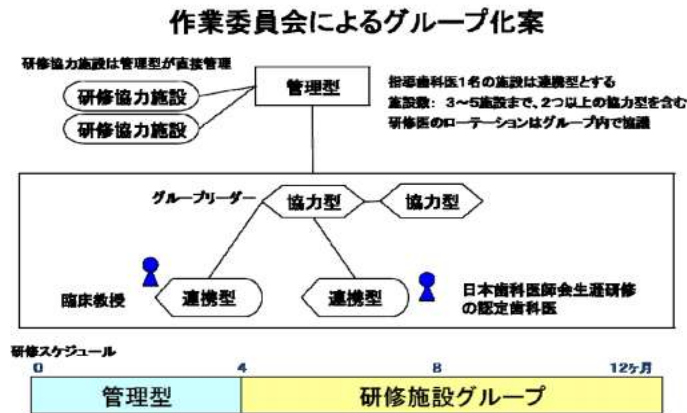 作業委員会によるグループ化案
研修協力施設は管理型が直接管理
研修協力施設
研修協力施設
管理型
指導歯科医1名の施設は連携型とする
施設数: 3~5施設まで、2つ以上の協力型を含む
研修医のローテーションはグループ内で協議
グループリーダー
協力型
協力型
臨床教授
連携型
連携型
日本歯科医師会生涯研修
の認定歯科医
研修スケジュール
0 4 8 12ヶ月
管理型 研修施設グループ